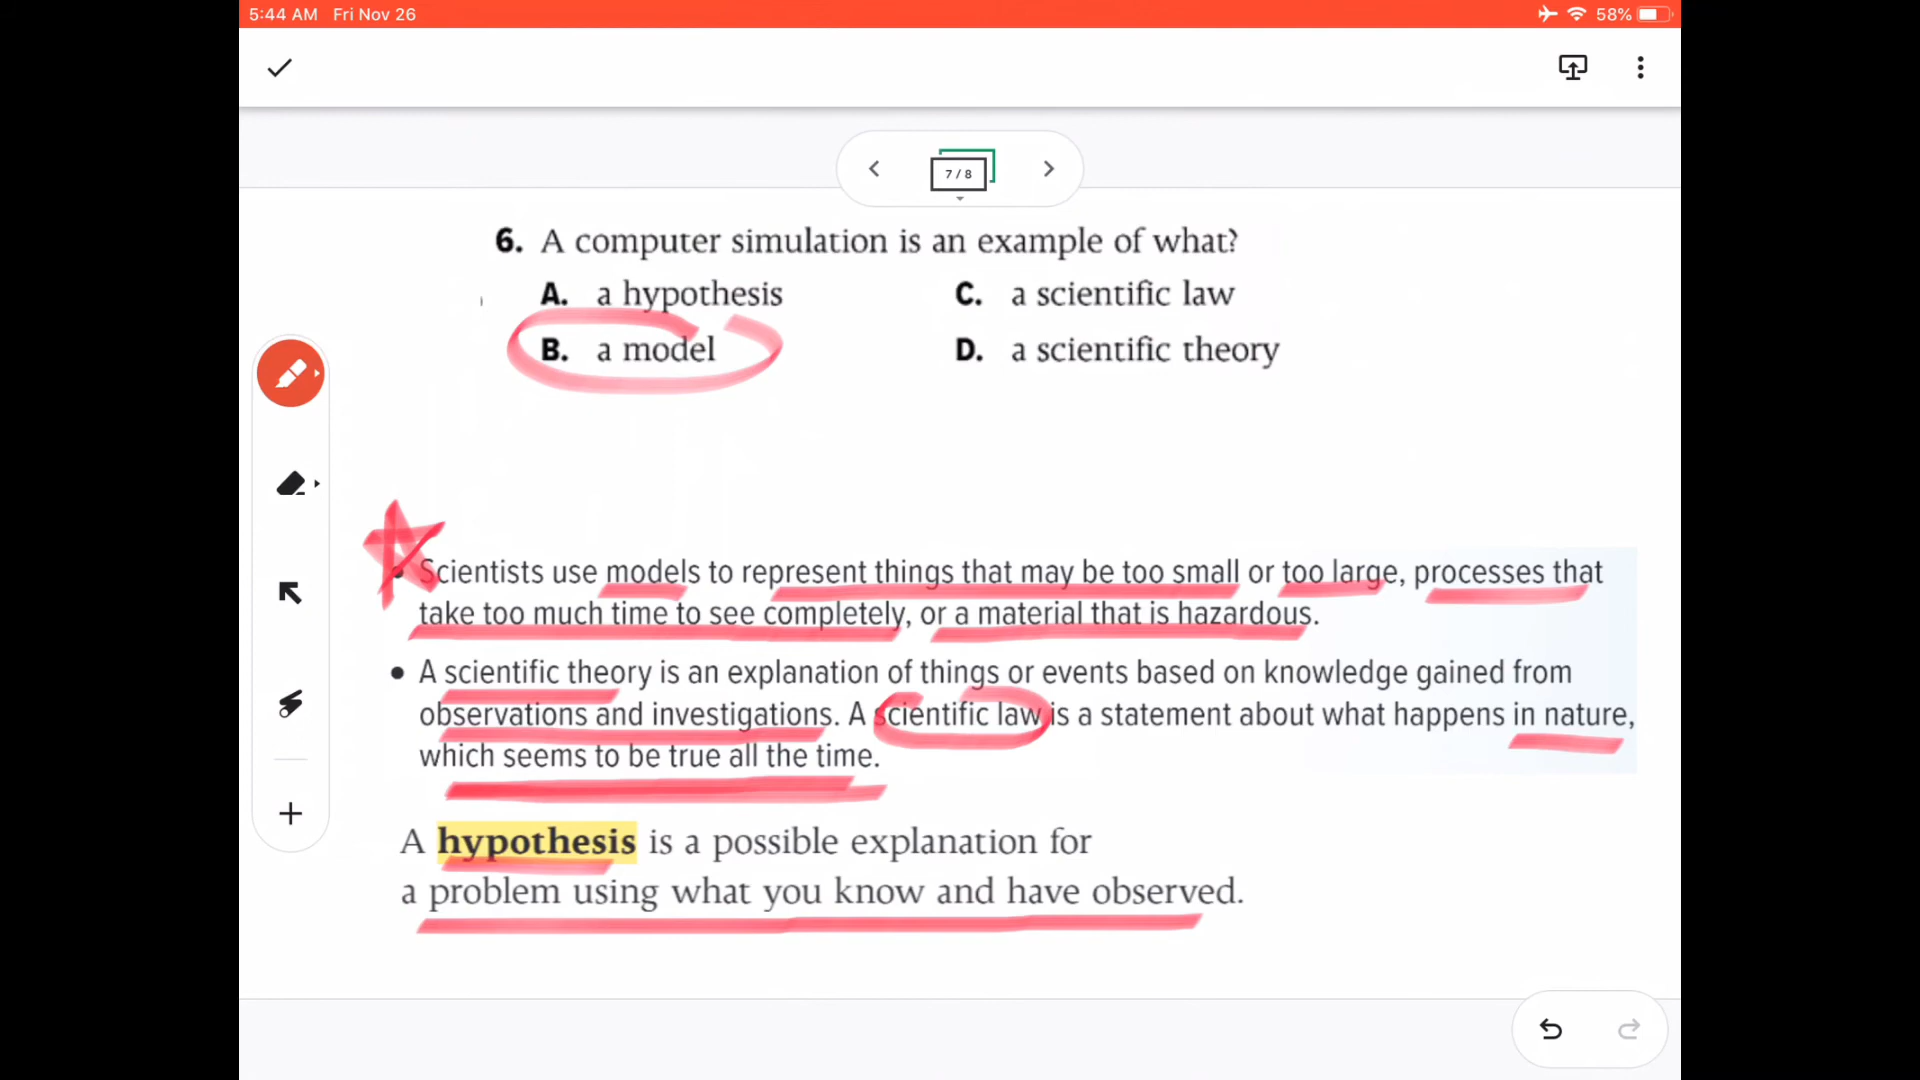 5:44 AM Fri Nov 26 58%
7 / 8
6. A computer simulation is an example of what?
A. a hypothesis C. a scientific law
B. a model D. a scientific theory
• Scientists use models to represent things that may be too small or too large, processes that
take too much time to see completely, or a material that is hazardous.
• A scientific theory is an explanation of things or events based on knowledge gained from
observations and investigations. A scientific law is a statement about what happens in nature,
which seems to be true all the time.
A hypothesis is a possible explanation for
a problem using what you know and have observed.